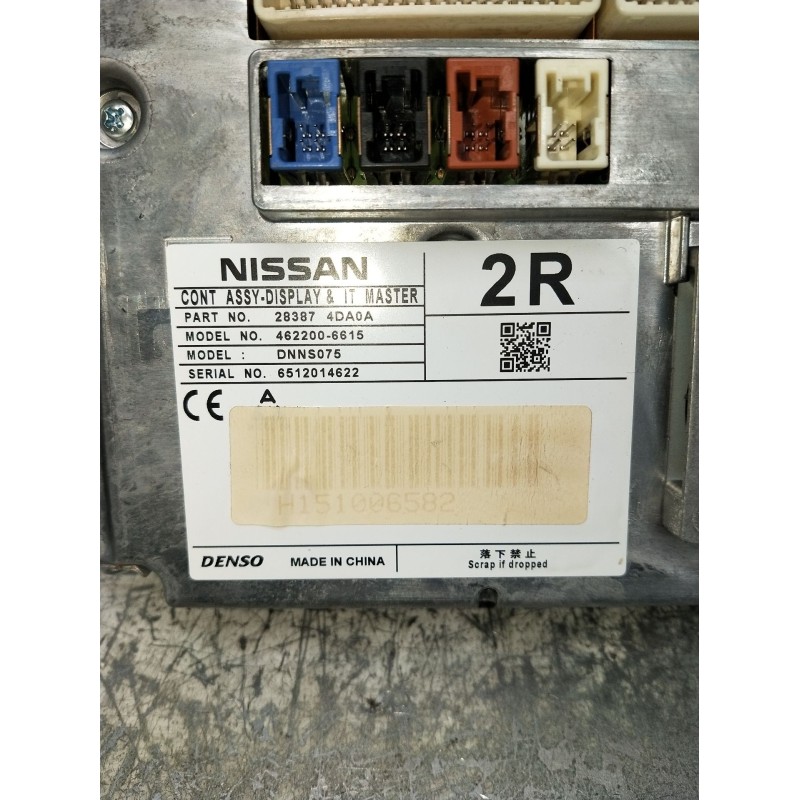 NISSAN
CONT ASSY-DISPLAY & IT MASTER
PART NO. 28387 4DA0A
MODEL NO. 462200-6615
MODEL : DNNS075
SERIAL NO. 6512014622
2R
CE A
H151006582
DENSO MADE IN CHINA
落下禁止
Scrap if dropped